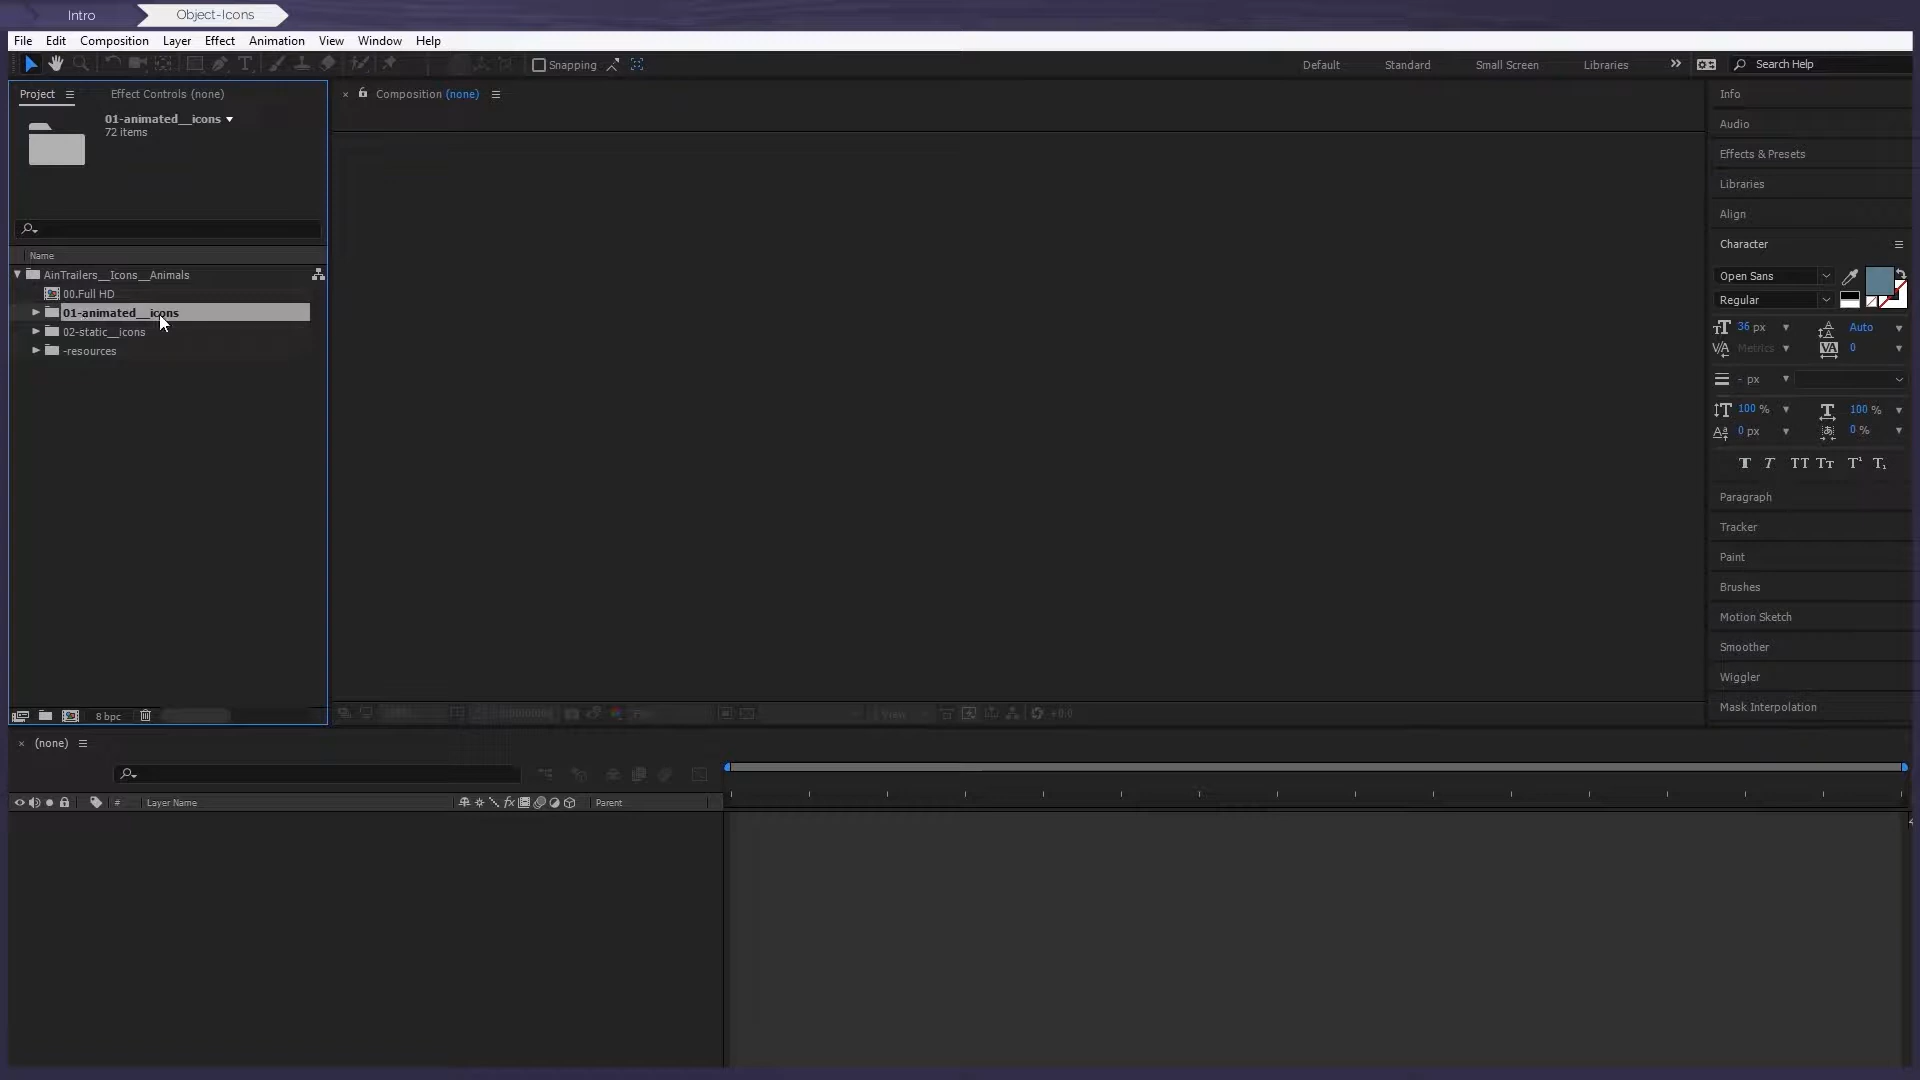 Intro
Object-Icons
File Edit Composition Layer Effect Animation View Window Help
Snapping
Default Standard Small Screen Libraries
Search Help
Project
Effect Controls (none)
Composition (none)
01-animated__icons
72 items
Name
AinTrailers__Icons__Animals
00.Full HD
01-animated__icons
02-static__icons
-resources
8 bpc
+0.0
Info
Audio
Effects & Presets
Libraries
Align
Character
Open Sans
Regular
36 px
Auto
Metrics
0
- px
100 %
100 %
0 px
0 %
Paragraph
Tracker
Paint
Brushes
Motion Sketch
Smoother
Wiggler
Mask Interpolation
(none)
# Layer Name
fx
Parent